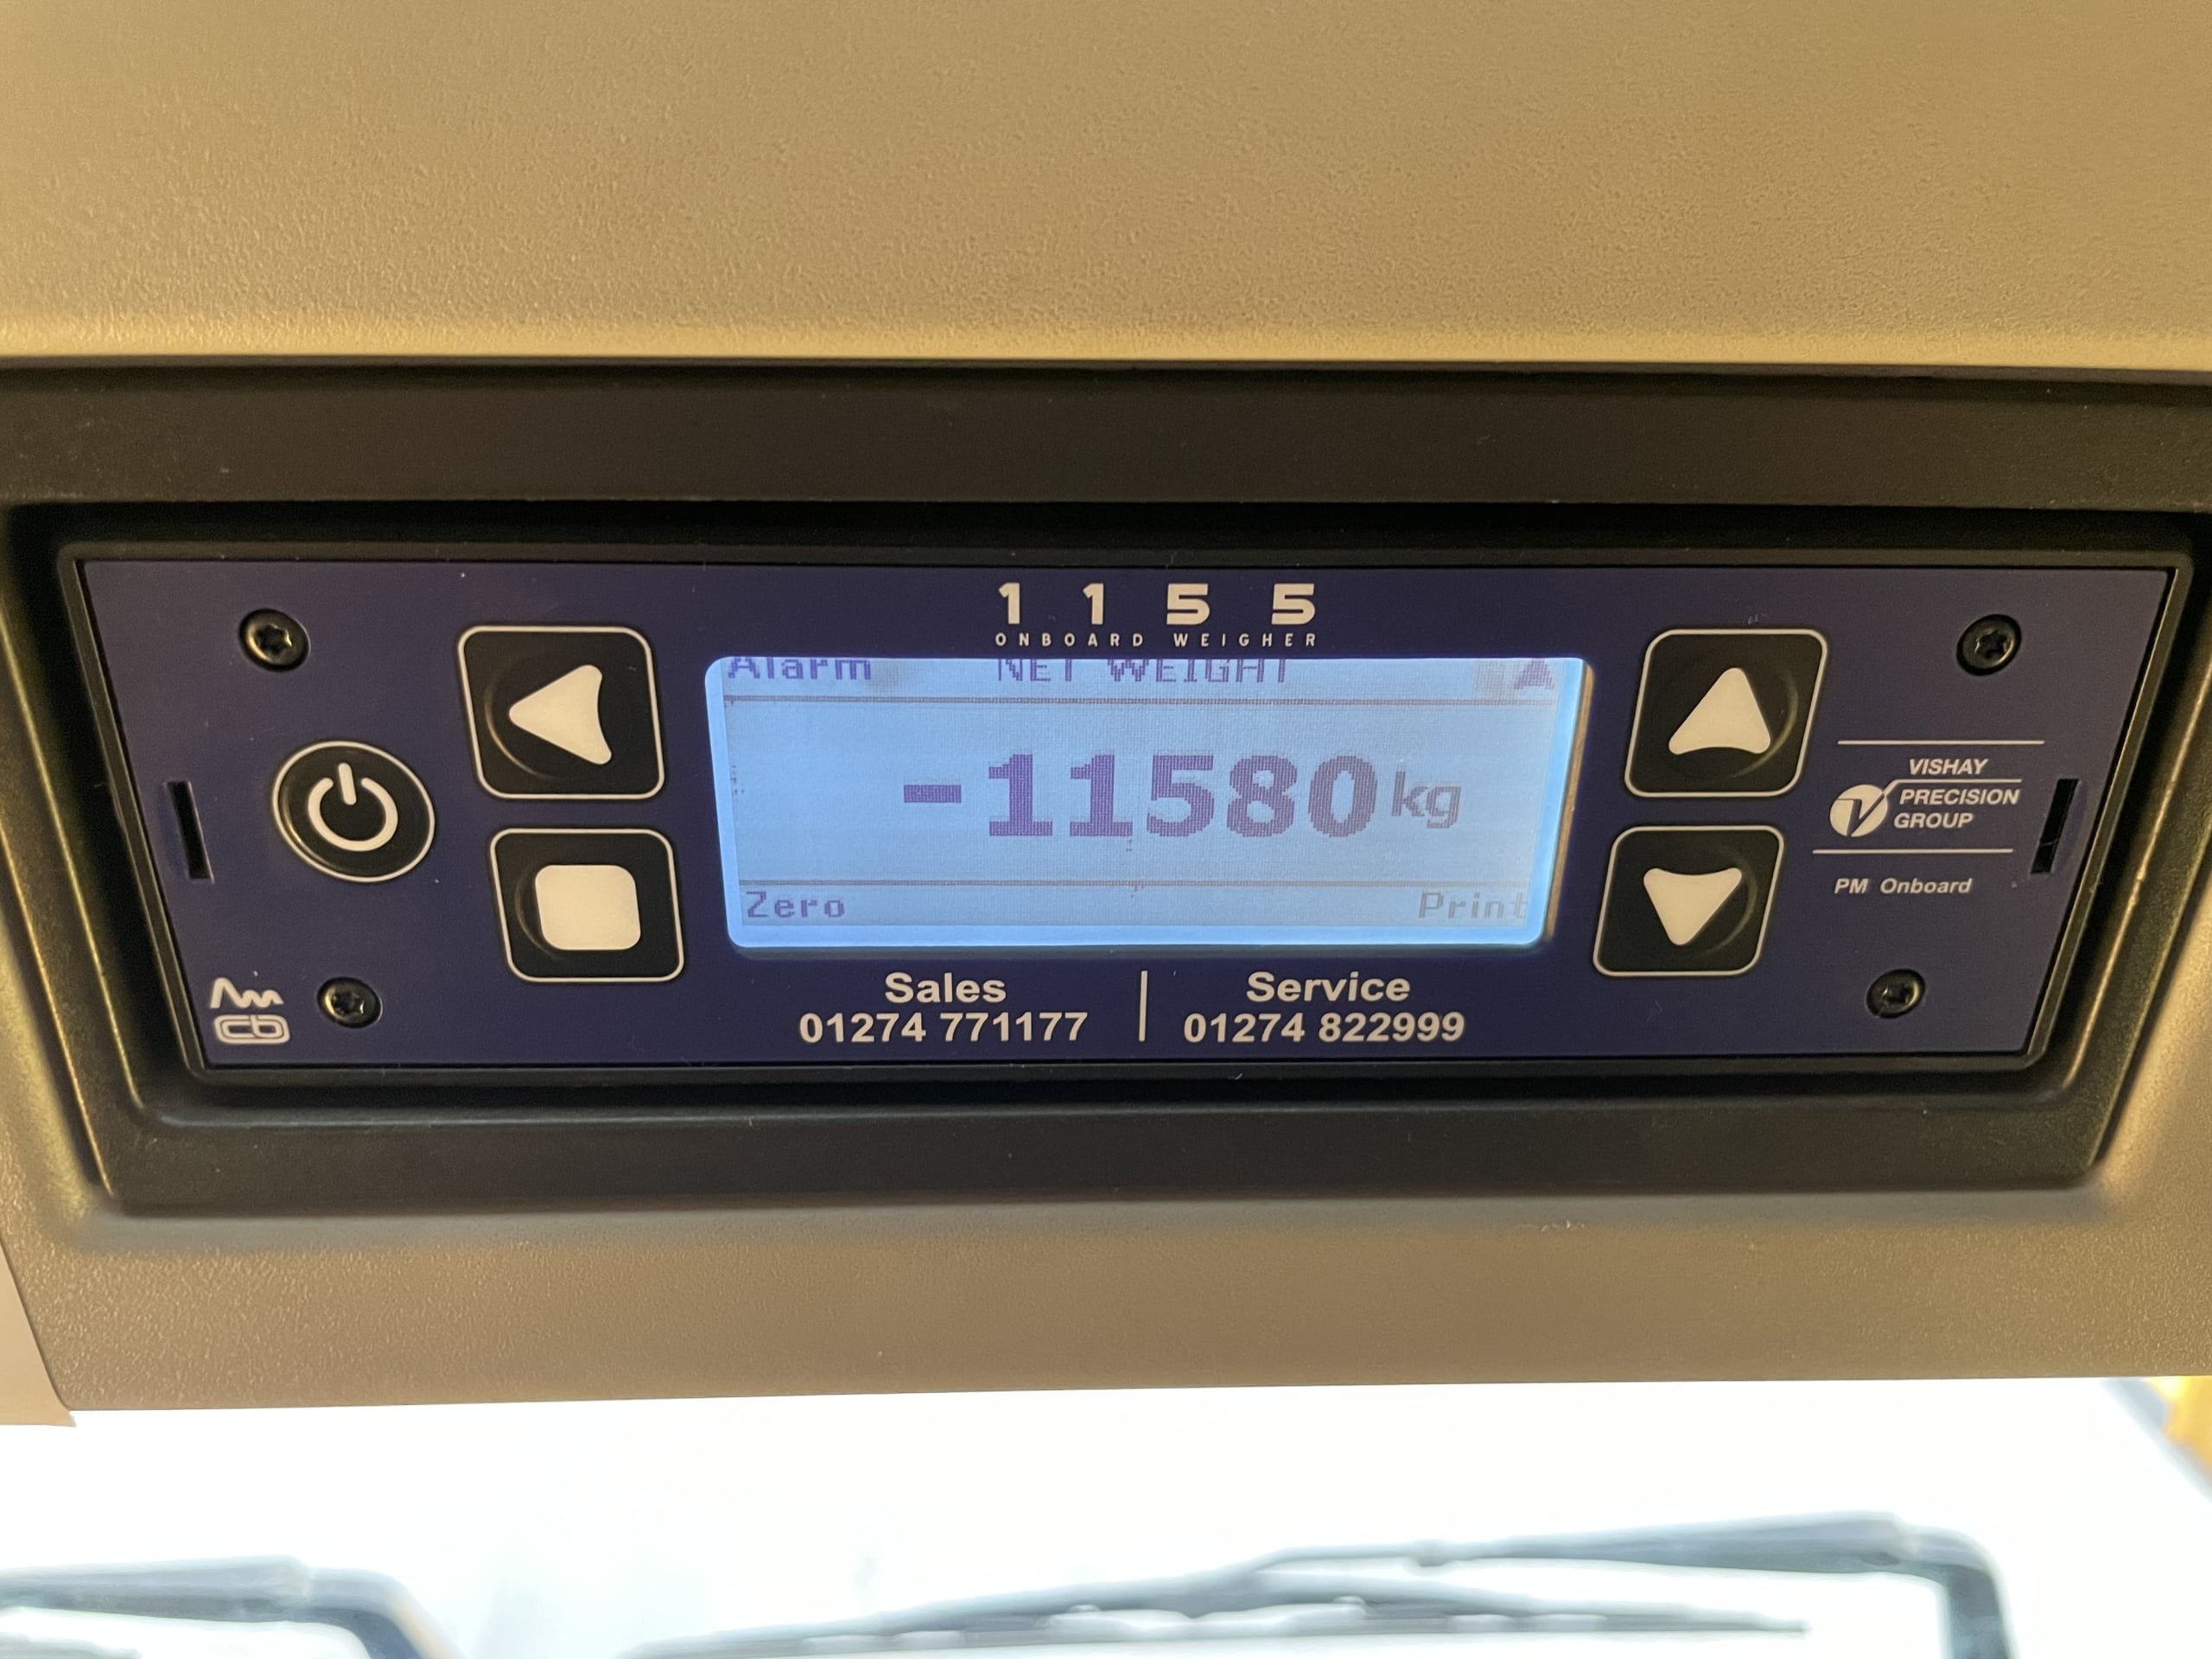 1155
ONBOARD WEIGHER
Alarm NET WEIGHT
-11580kg
Zero Print
Sales
01274 771177
Service
01274 822999
VISHAY
PRECISION
GROUP
PM Onboard
cb